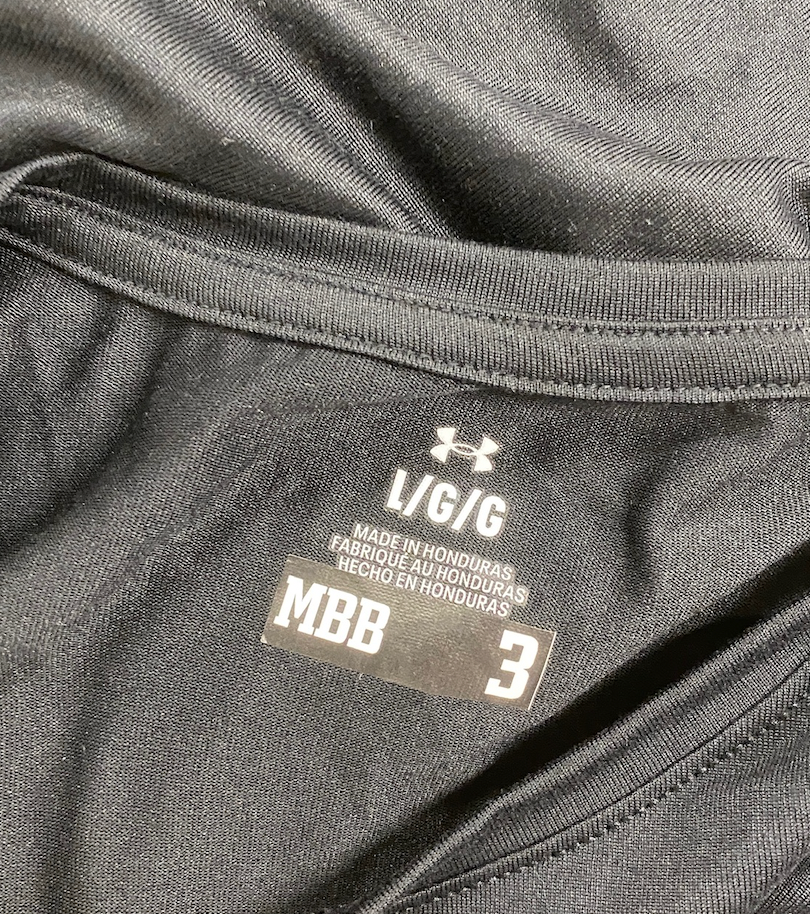 L/G/G
MADE IN HONDURAS
FABRIQUE AU HONDURAS
HECHO EN HONDURAS
MBB 3